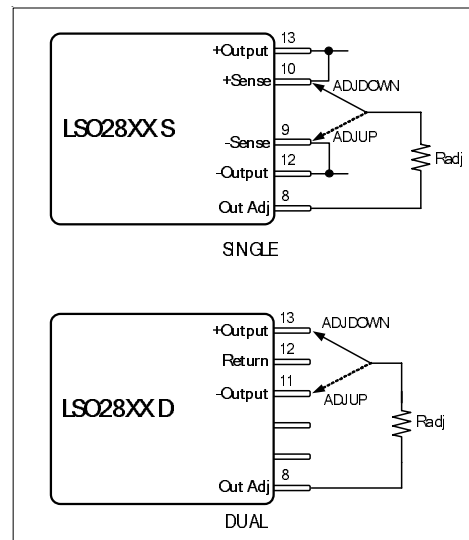 13
+Output
10
+Sense
ADJDOWN
LSO28XX S
9
-Sense
ADJUP
12
-Output
Radj
8
Out Adj
SINGLE
13
+Output
ADJDOWN
12
Return
11
-Output
ADJUP
LSO28XX D
Radj
8
Out Adj
DUAL